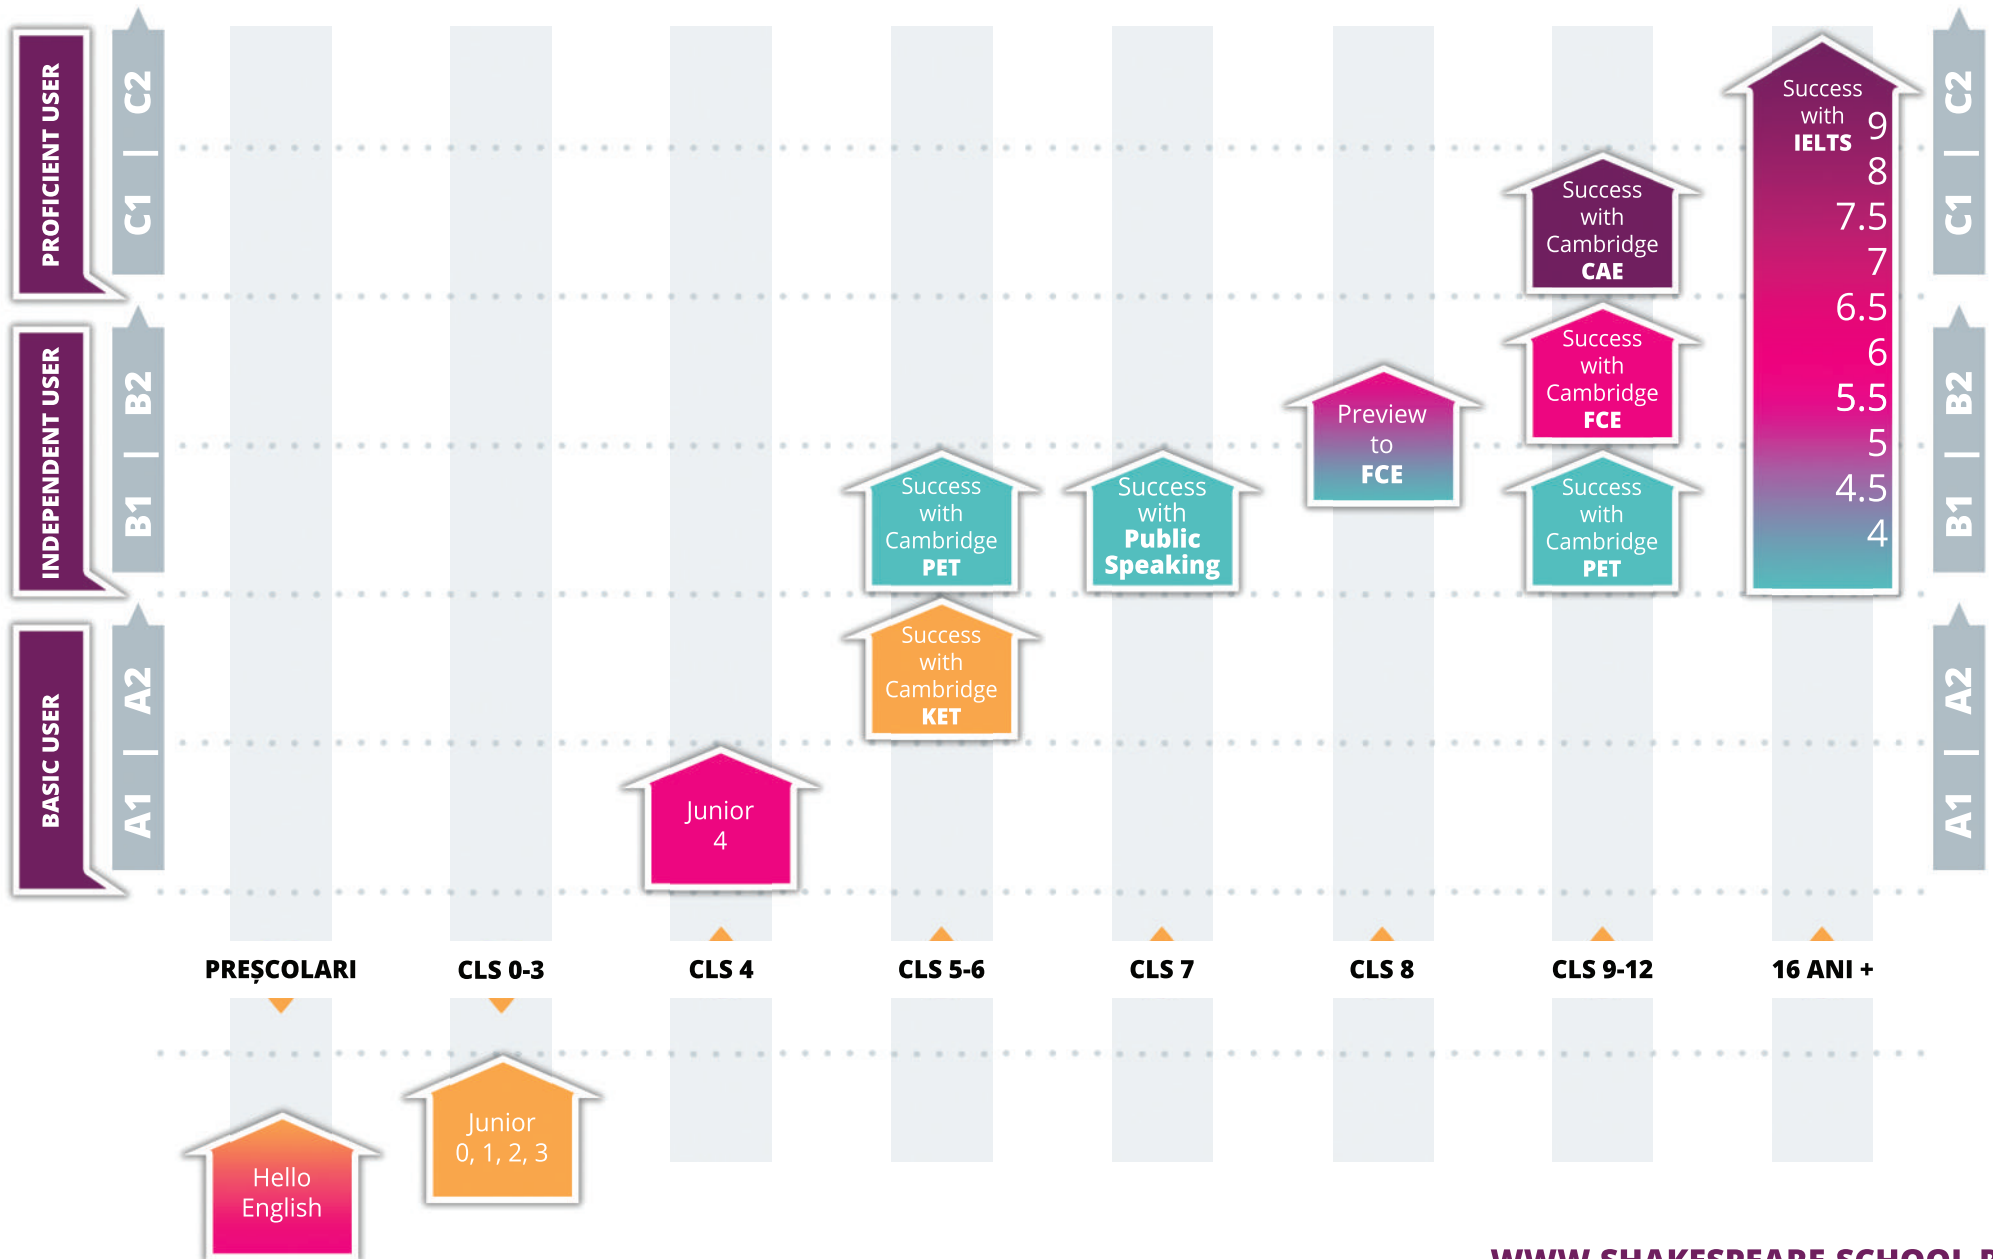 PROFICIENT USER
C1 | C2
INDEPENDENT USER
B1 | B2
BASIC USER
A1 | A2
Success
with
IELTS
9
8
7.5
7
6.5
6
5.5
5
4.5
4
Success
with
Cambridge
CAE
Success
with
Cambridge
FCE
Success
with
Cambridge
PET
Preview
to
FCE
Success
with
Public
Speaking
Success
with
Cambridge
PET
Success
with
Cambridge
KET
Junior
4
C1 | C2
B1 | B2
A1 | A2
PREȘCOLARI
CLS 0-3
CLS 4
CLS 5-6
CLS 7
CLS 8
CLS 9-12
16 ANI +
Junior
0, 1, 2, 3
Hello
English